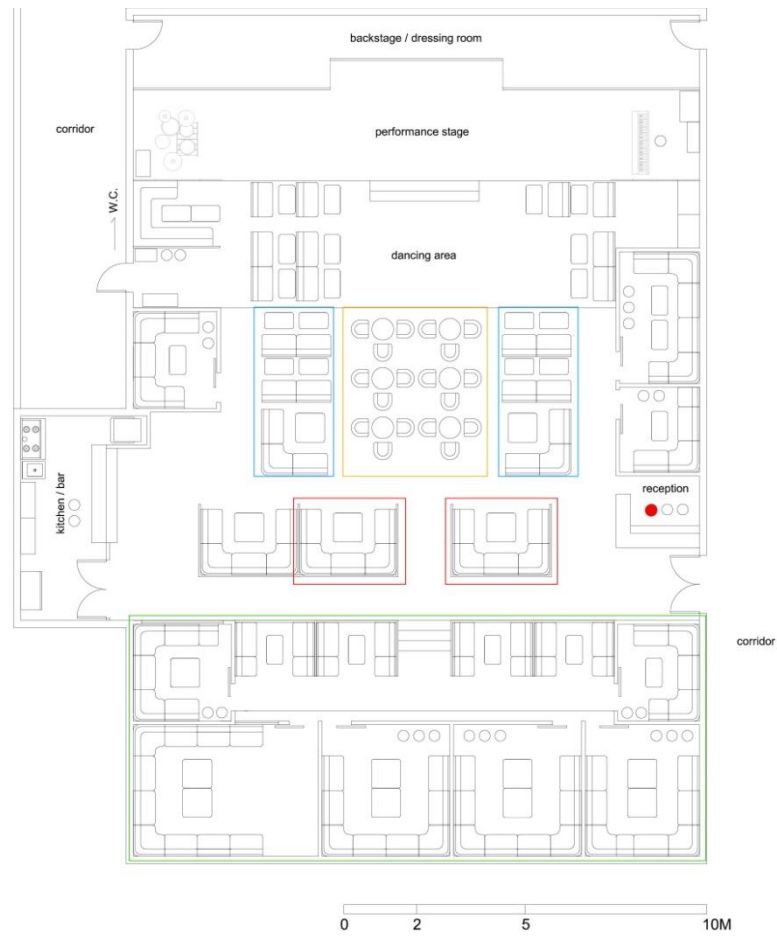 backstage / dressing room
corridor
performance stage
W.C.
dancing area
kitchen / bar
reception
corridor
0 2 5 10M